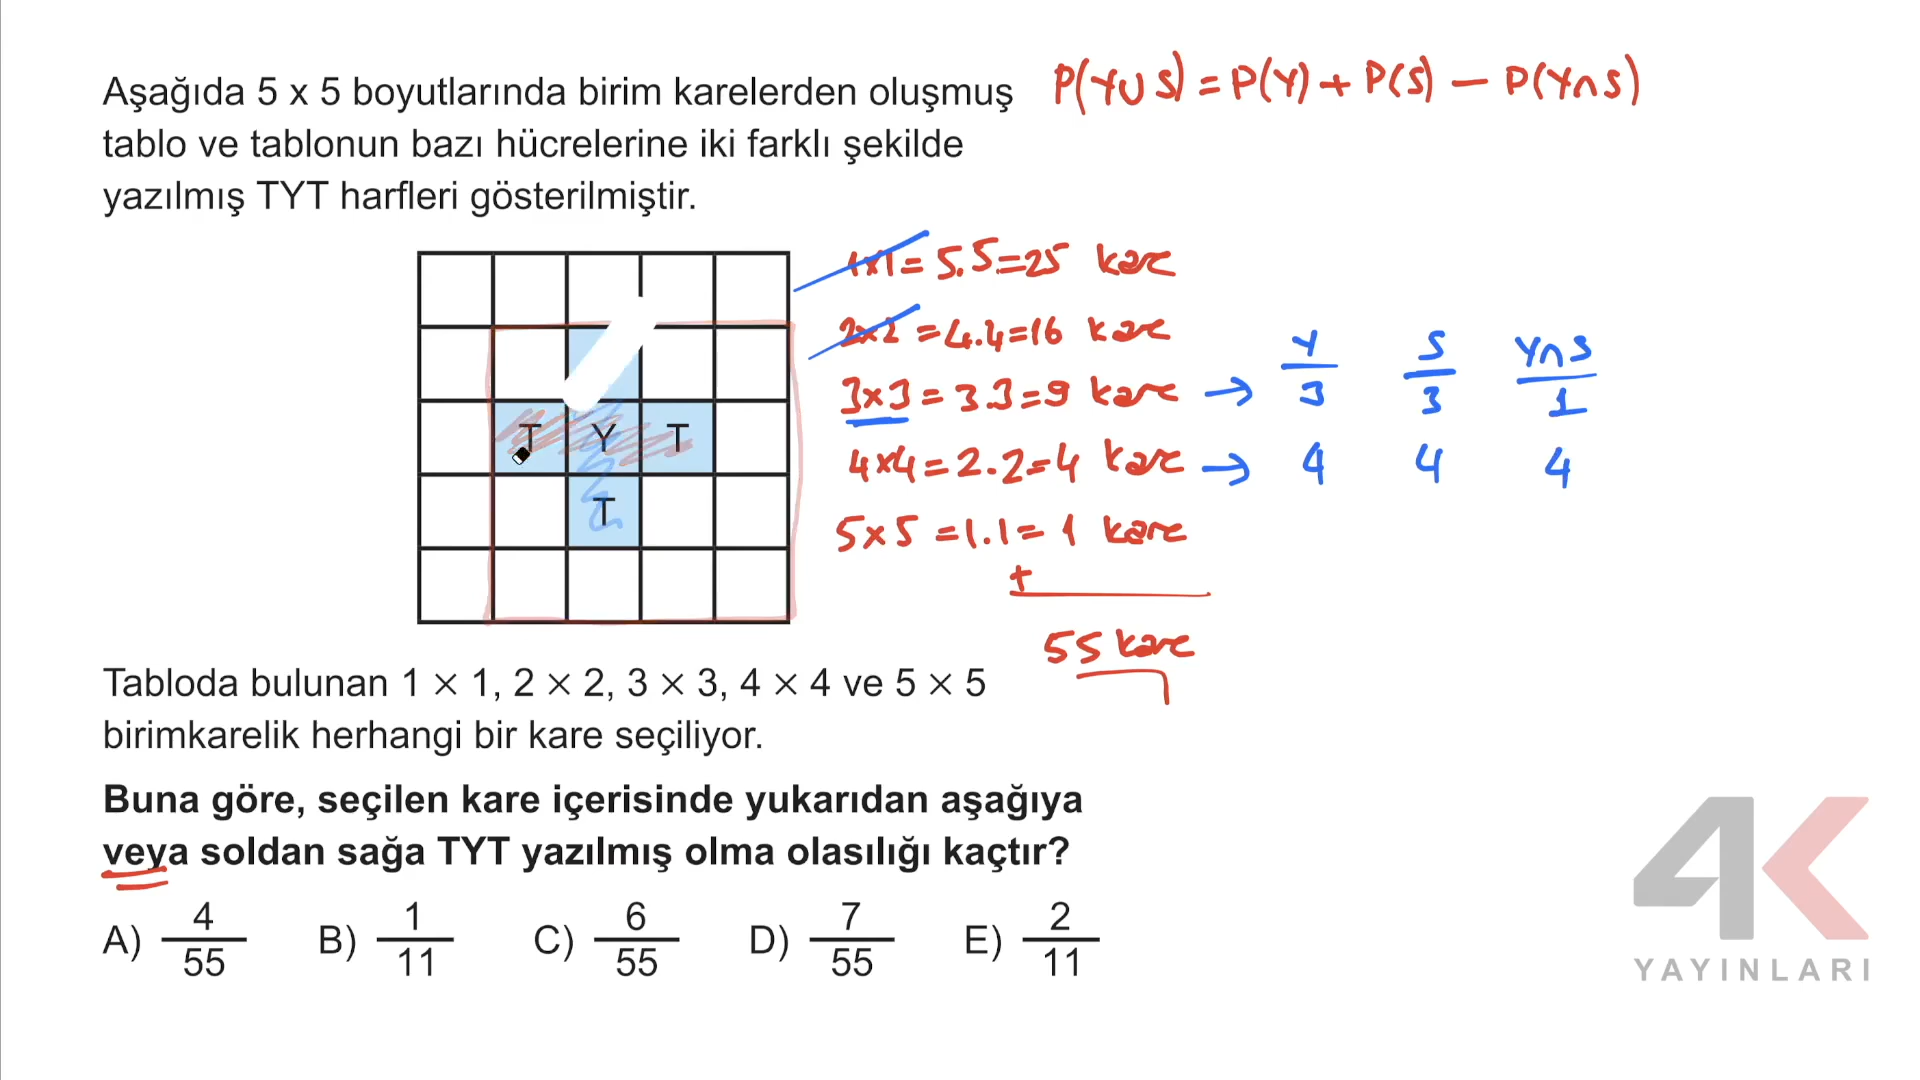 Aşağıda 5 x 5 boyutlarında birim karelerden oluşmuş
tablo ve tablonun bazı hücrelerine iki farklı şekilde
yazılmış TYT harfleri gösterilmiştir.
P(Y∪S) = P(Y) + P(S) − P(Y∩S)
T Y T
T
1x1 = 5.5.=25 kare
2x2 = 4.4=16 kare
3x3 = 3.3=9 kare → Y 3 S 3 Y∩S 1
4x4 = 2.2=4 kare → 4 4 4
5x5 = 1.1= 1 kare
+
55 kare
Tabloda bulunan 1 × 1, 2 × 2, 3 × 3, 4 × 4 ve 5 × 5
birimkarelik herhangi bir kare seçiliyor.
Buna göre, seçilen kare içerisinde yukarıdan aşağıya
veya soldan sağa TYT yazılmış olma olasılığı kaçtır?
A) 4/55 B) 1/11 C) 6/55 D) 7/55 E) 2/11
4K
YAYINLARI